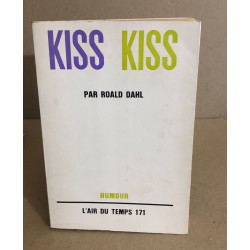 KISS KISS
PAR ROALD DAHL
HUMOUR
L'AIR DU TEMPS 171